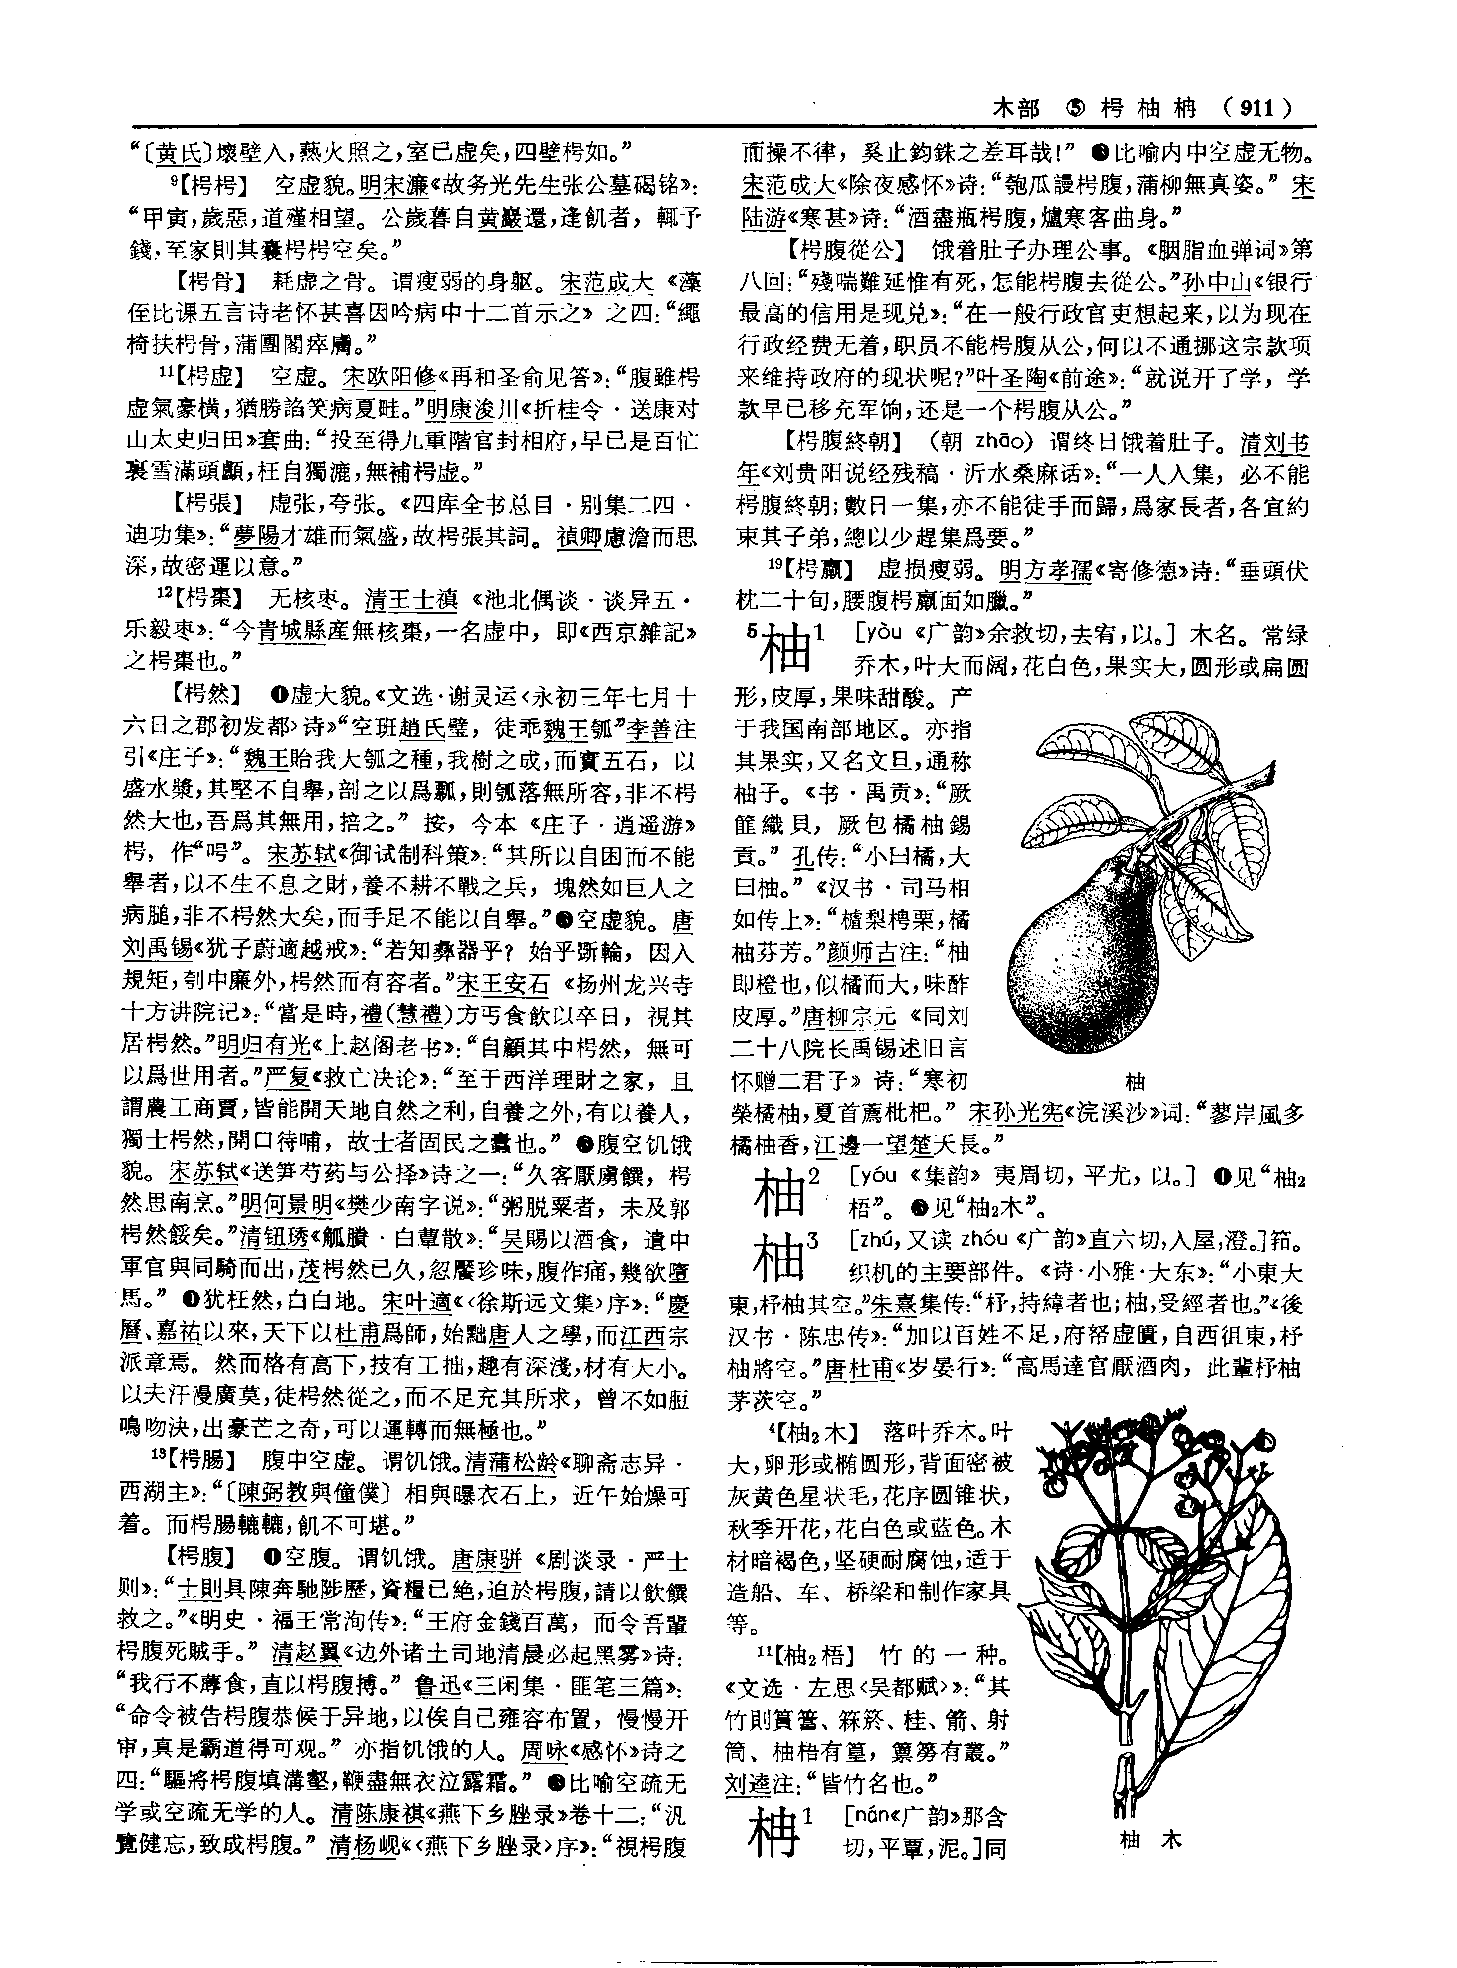 木部 ⑤ 枵柚柟 （911）
“〔黄氏〕壞壁入，爇火照之，室已虚矣，四壁枵如。”
⁹【枵枵】 空虚貌。明宋濂《故务光先生张公墓碣铭》：
“甲寅，歲惡，道殣相望。公歲暮自黄巖還，逢飢者，輒予
錢，至家則其橐枵枵空矣。”
【枵骨】 耗虚之骨。谓瘦弱的身躯。宋范成大《藻
侄比课五言诗老怀甚喜因吟病中十二首示之》之四：“繩
椅扶枵骨，蒲團閣瘁膚。”
¹¹【枵虚】 空虚。宋欧阳修《再和圣俞见答》：“腹雖枵
虚氣豪横，猶勝諂笑病夏畦。”明康浚川《折桂令·送康对
山太史归田》套曲：“投至得九重階官封相府，早已是百忙
裏雪滿頭顱，枉自獨漉，無補枵虚。”
【枵張】 虚张，夸张。《四库全书总目·别集二四·
迪功集》：“夢陽才雄而氣盛，故枵張其詞。禎卿慮澹而思
深，故密運以意。”
¹²【枵棗】 无核枣。清王士禛《池北偶谈·谈异五·
乐毅枣》：“今青城縣産無核棗，一名虚中，即《西京雜記》
之枵棗也。”
【枵然】 ❶虚大貌。《文选·谢灵运〈永初三年七月十
六日之郡初发都〉诗》“空班趙氏璧，徒乖魏王瓠”李善注
引《庄子》：“魏王貽我大瓠之種，我樹之成，而實五石，以
盛水漿，其堅不自舉，剖之以爲瓢，則瓠落無所容，非不枵
然大也，吾爲其無用，掊之。”按，今本《庄子·逍遥游》
枵，作“呺”。宋苏轼《御试制科策》：“其所以自困而不能
舉者，以不生不息之財，養不耕不戰之兵，塊然如巨人之
病膇，非不枵然大矣，而手足不能以自舉。”❷空虚貌。唐
刘禹锡《犹子蔚適越戒》：“若知彝器乎？始乎斲輪，因入
規矩，刳中廉外，枵然而有容者。”宋王安石《扬州龙兴寺
十方讲院记》：“當是時，禮（慧禮）方丐食飲以卒日，視其
居枵然。”明归有光《上赵阁老书》：“自顧其中枵然，無可
以爲世用者。”严复《救亡决论》：“至于西洋理財之家，且
謂農工商賈，皆能開天地自然之利，自養之外，有以養人，
獨士枵然，開口待哺，故士者固民之蠹也。”❸腹空饥饿
貌。宋苏轼《送笋芍药与公择》诗之一：“久客厭虜饌，枵
然思南烹。”明何景明《樊少南字说》：“粥脱粟者，未及郭
枵然餒矣。”清钮琇《觚賸·白蕈散》：“吴賜以酒食，遣中
軍官與同騎而出，茂枵然已久，忽饜珍味，腹作痛，幾欲墮
馬。”❹犹枉然，白白地。宋叶適《〈徐斯远文集〉序》：“慶
曆、嘉祐以來，天下以杜甫爲師，始黜唐人之學，而江西宗
派章焉。然而格有高下，技有工拙，趣有深淺，材有大小。
以夫汗漫廣莫，徒枵然從之，而不足充其所求，曾不如脰
鳴吻決，出豪芒之奇，可以運轉而無極也。”
¹³【枵腸】 腹中空虚。谓饥饿。清蒲松龄《聊斋志异·
西湖主》：“〔陳弼教與僮僕〕相與曝衣石上，近午始燥可
着。而枵腸轆轆，飢不可堪。”
【枵腹】 ❶空腹。谓饥饿。唐康骈《剧谈录·严士
则》：“士則具陳奔馳陟歷，資糧已絶，迫於枵腹，請以飲饌
救之。”《明史·福王常洵传》：“王府金錢百萬，而令吾輩
枵腹死賊手。”清赵翼《边外诸土司地清晨必起黑雾》诗：
“我行不蓐食，直以枵腹搏。”鲁迅《三闲集·匪笔三篇》：
“命令被告枵腹恭候于异地，以俟自己雍容布置，慢慢开
审，真是霸道得可观。”亦指饥饿的人。周咏《感怀》诗之
四：“驅將枵腹填溝壑，鞭盡無衣泣露霜。”❷比喻空疏无
学或空疏无学的人。清陈康祺《燕下乡脞录》卷十二：“汎
覽健忘，致成枵腹。”清杨岘《〈燕下乡脞录〉序》：“視枵腹
而操不律，奚止鈞銖之差耳哉！”❸比喻内中空虚无物。
宋范成大《除夜感怀》诗：“匏瓜謾枵腹，蒲柳無真姿。”宋
陆游《寒甚》诗：“酒盡瓶枵腹，爐寒客曲身。”
【枵腹從公】 饿着肚子办理公事。《胭脂血弹词》第
八回：“殘喘難延惟有死，怎能枵腹去從公。”孙中山《银行
最高的信用是现兑》：“在一般行政官吏想起来，以为现在
行政经费无着，职员不能枵腹从公，何以不通挪这宗款项
来维持政府的现状呢？”叶圣陶《前途》：“就说开了学，学
款早已移充军饷，还是一个枵腹从公。”
【枵腹終朝】 （朝 zhāo）谓终日饿着肚子。清刘书
年《刘贵阳说经残稿·沂水桑麻话》：“一人入集，必不能
枵腹終朝；數日一集，亦不能徒手而歸，爲家長者，各宜約
束其子弟，總以少趕集爲要。”
¹⁹【枵羸】 虚损瘦弱。明方孝孺《寄修德》诗：“垂頭伏
枕二十旬，腰腹枵羸面如臘。”
⁵柚¹ ［yòu《广韵》余救切，去宥，以。］木名。常绿
乔木，叶大而阔，花白色，果实大，圆形或扁圆
形，皮厚，果味甜酸。产
于我国南部地区。亦指
其果实，又名文旦，通称
柚子。《书·禹贡》：“厥
篚織貝，厥包橘柚錫
貢。”孔传：“小曰橘，大
曰柚。”《汉书·司马相
如传上》：“樝梨梬栗，橘
柚芬芳。”颜师古注：“柚
即橙也，似橘而大，味酢
皮厚。”唐柳宗元《同刘
二十八院长禹锡述旧言
怀赠二君子》诗：“寒初
榮橘柚，夏首薦枇杷。”宋孙光宪《浣溪沙》词：“蓼岸風多
橘柚香，江邊一望楚天長。”
柚
柚² ［yóu《集韵》夷周切，平尤，以。］❶见“柚₂
梧”。❷见“柚₂木”。
柚³ ［zhú，又读 zhóu《广韵》直六切，入屋，澄。］筘。
织机的主要部件。《诗·小雅·大东》：“小東大
東，杼柚其空。”朱熹集传：“杼，持緯者也；柚，受經者也。”《後
汉书·陈忠传》：“加以百姓不足，府帑虚匱，自西徂東，杼
柚將空。”唐杜甫《岁晏行》：“高馬達官厭酒肉，此輩杼柚
茅茨空。”
⁴【柚₂木】 落叶乔木。叶
大，卵形或椭圆形，背面密被
灰黄色星状毛，花序圆锥状，
秋季开花，花白色或蓝色。木
材暗褐色，坚硬耐腐蚀，适于
造船、车、桥梁和制作家具
等。
¹¹【柚₂梧】 竹的一种。
《文选·左思〈吴都赋〉》：“其
竹則篔簹、箖箊、桂、箭、射
筒、柚梧有篁，篻簩有叢。”
刘逵注：“皆竹名也。”
柟¹ ［nán《广韵》那含
切，平覃，泥。］同
柚 木